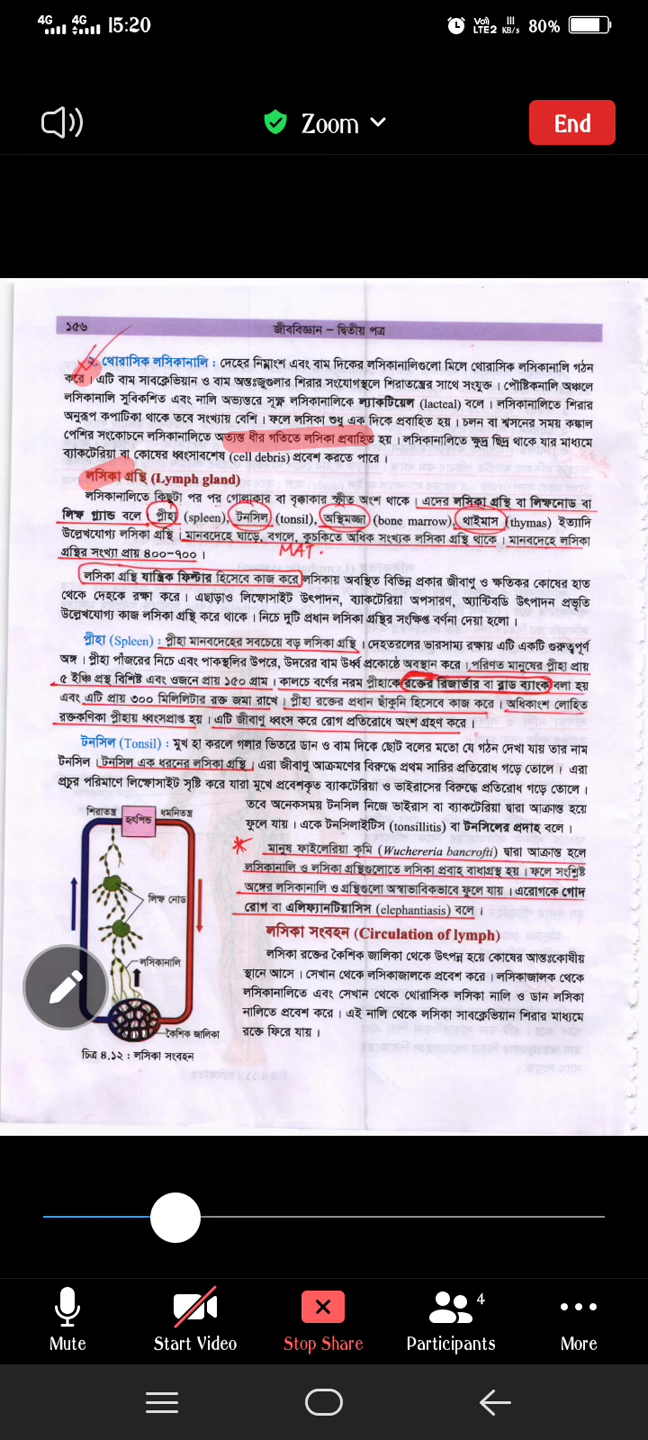 4G 4G 15:20 Vo)) LTE2 111 KB/s 80%
Zoom End
১৫৬ জীববিজ্ঞান – দ্বিতীয় পত্র
২. থোরাসিক লসিকানালি : দেহের নিম্নাংশ এবং বাম দিকের লসিকানালিগুলো মিলে থোরাসিক লসিকানালি গঠন
করে। এটি বাম সাবক্লেভিয়ান ও বাম অন্তঃজুগুলার শিরার সংযোগস্থলে শিরাতন্ত্রের সাথে সংযুক্ত। পৌষ্টিকনালি অঞ্চলে
লসিকানালি সুবিকশিত এবং নালি অভ্যন্তরে সূক্ষ্ম লসিকানালিকে ল্যাকটিয়েল (lacteal) বলে। লসিকানালিতে শিরার
অনুরূপ কপাটিকা থাকে তবে সংখ্যায় বেশি। ফলে লসিকা শুধু এক দিকে প্রবাহিত হয়। চলন বা শ্বসনের সময় কঙ্কাল
পেশির সংকোচনে লসিকানালিতে অত্যন্ত ধীর গতিতে লসিকা প্রবাহিত হয়। লসিকানালিতে ক্ষুদ্র ছিদ্র থাকে যার মাধ্যমে
ব্যাকটেরিয়া বা কোষের ধ্বংসাবশেষ (cell debris) প্রবেশ করতে পারে।
লসিকা গ্রন্থি (Lymph gland)
লসিকানালিতে কিছুটা পর পর গোলাকার বা বৃক্কাকার স্ফীত অংশ থাকে। এদের লসিকা গ্রন্থি বা লিম্ফনোড বা
লিম্ফ গ্ল্যান্ড বলে। প্লীহা (spleen), টনসিল (tonsil), অস্থিমজ্জা (bone marrow), থাইমাস (thymas) ইত্যাদি
উল্লেখযোগ্য লসিকা গ্রন্থি। মানবদেহে ঘাড়ে, বগলে, কুচকিতে অধিক সংখ্যক লসিকা গ্রন্থি থাকে। মানবদেহে লসিকা
গ্রন্থির সংখ্যা প্রায় ৪০০-৭০০।
MAT.
লসিকা গ্রন্থি যান্ত্রিক ফিল্টার হিসেবে কাজ করে লসিকায় অবস্থিত বিভিন্ন প্রকার জীবাণু ও ক্ষতিকর কোষের হাত
থেকে দেহকে রক্ষা করে। এছাড়াও লিম্ফোসাইট উৎপাদন, ব্যাকটেরিয়া অপসারণ, অ্যান্টিবডি উৎপাদন প্রভৃতি
উল্লেখযোগ্য কাজ লসিকা গ্রন্থি করে থাকে। নিচে দুটি প্রধান লসিকা গ্রন্থির সংক্ষিপ্ত বর্ণনা দেয়া হলো।
প্লীহা (Spleen) : প্লীহা মানবদেহের সবচেয়ে বড় লসিকা গ্রন্থি। দেহতরলের ভারসাম্য রক্ষায় এটি একটি গুরুত্বপূর্ণ
অঙ্গ। প্লীহা পাঁজরের নিচে এবং পাকস্থলির উপরে, উদরের বাম উর্ধ্ব প্রকোষ্ঠে অবস্থান করে। পরিণত মানুষের প্লীহা প্রায়
৫ ইঞ্চি প্রস্থ বিশিষ্ট এবং ওজনে প্রায় ১৫০ গ্রাম। কালচে বর্ণের নরম প্লীহাকে রক্তের রিজার্ভার বা ব্লাড ব্যাংক বলা হয়
এবং এটি প্রায় ৩০০ মিলিলিটার রক্ত জমা রাখে। প্লীহা রক্তের প্রধান ছাঁকুনি হিসেবে কাজ করে। অধিকাংশ লোহিত
রক্তকণিকা প্লীহায় ধ্বংসপ্রাপ্ত হয়। এটি জীবাণু ধ্বংস করে রোগ প্রতিরোধে অংশ গ্রহণ করে।
টনসিল (Tonsil) : মুখ হা করলে গলার ভিতরে ডান ও বাম দিকে ছোট বলের মতো যে গঠন দেখা যায় তার নাম
টনসিল। টনসিল এক ধরনের লসিকা গ্রন্থি। এরা জীবাণু আক্রমণের বিরুদ্ধে প্রথম সারির প্রতিরোধ গড়ে তোলে। এরা
প্রচুর পরিমাণে লিম্ফোসাইট সৃষ্টি করে যারা মুখে প্রবেশকৃত ব্যাকটেরিয়া ও ভাইরাসের বিরুদ্ধে প্রতিরোধ গড়ে তোলে।
তবে অনেকসময় টনসিল নিজে ভাইরাস বা ব্যাকটেরিয়া দ্বারা আক্রান্ত হয়ে
ফুলে যায়। একে টনসিলাইটিস (tonsillitis) বা টনসিলের প্রদাহ বলে।
মানুষ ফাইলেরিয়া কৃমি (Wuchereria bancrofti) দ্বারা আক্রান্ত হলে
লসিকানালি ও লসিকা গ্রন্থিগুলোতে লসিকা প্রবাহ বাধাগ্রস্থ হয়। ফলে সংশ্লিষ্ট
অঙ্গের লসিকানালি ও গ্রন্থিগুলো অস্বাভাবিকভাবে ফুলে যায়। এরোগকে গোদ
রোগ বা এলিফ্যানটিয়াসিস (elephantiasis) বলে।
লসিকা সংবহন (Circulation of lymph)
লসিকা রক্তের কৈশিক জালিকা থেকে উৎপন্ন হয়ে কোষের আন্তঃকোষীয়
স্থানে আসে। সেখান থেকে লসিকাজালকে প্রবেশ করে। লসিকাজালক থেকে
লসিকানালিতে এবং সেখান থেকে থোরাসিক লসিকা নালি ও ডান লসিকা
নালিতে প্রবেশ করে। এই নালি থেকে লসিকা সাবক্লেভিয়ান শিরার মাধ্যমে
রক্তে ফিরে যায়।
শিরাতন্ত্র হৃৎপিন্ড ধমনিতন্ত্র
লিম্ফ নোড
লসিকানালি
কৈশিক জালিকা
চিত্র ৪.১২ : লসিকা সংবহন
Mute Start Video Stop Share Participants 4 More